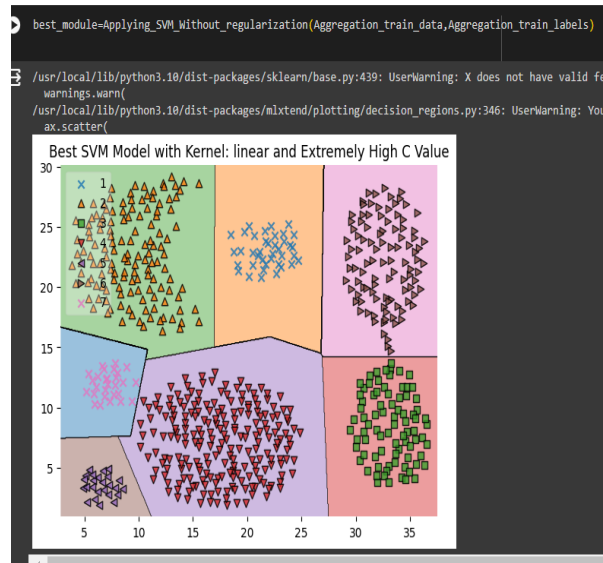 best_module=Applying_SVM_Without_regularization(Aggregation_train_data,Aggregation_train_labels)
/usr/local/lib/python3.10/dist-packages/sklearn/base.py:439: UserWarning: X does not have valid fe
warnings.warn(
/usr/local/lib/python3.10/dist-packages/mlxtend/plotting/decision_regions.py:346: UserWarning: You
ax.scatter(
Best SVM Model with Kernel: linear and Extremely High C Value
30
25
20
15
10
5
1
2
3
4
5
6
7
5 10 15 20 25 30 35